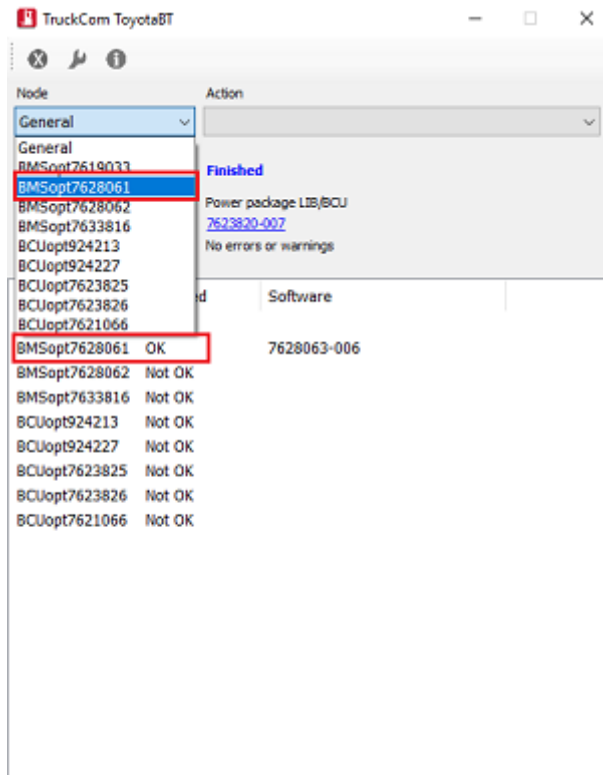 TruckCom ToyotaBT
Node
Action
General
General
BMSopt7619033
BMSopt7628061
BMSopt7628062
BMSopt7633816
BCUopt924213
BCUopt924227
BCUopt7623825
BCUopt7623826
BCUopt7621066
Finished
Power package LIB/BCU
7623820-007
No errors or warnings
Software
BMSopt7628061 OK 7628063-006
BMSopt7628062 Not OK
BMSopt7633816 Not OK
BCUopt924213 Not OK
BCUopt924227 Not OK
BCUopt7623825 Not OK
BCUopt7623826 Not OK
BCUopt7621066 Not OK